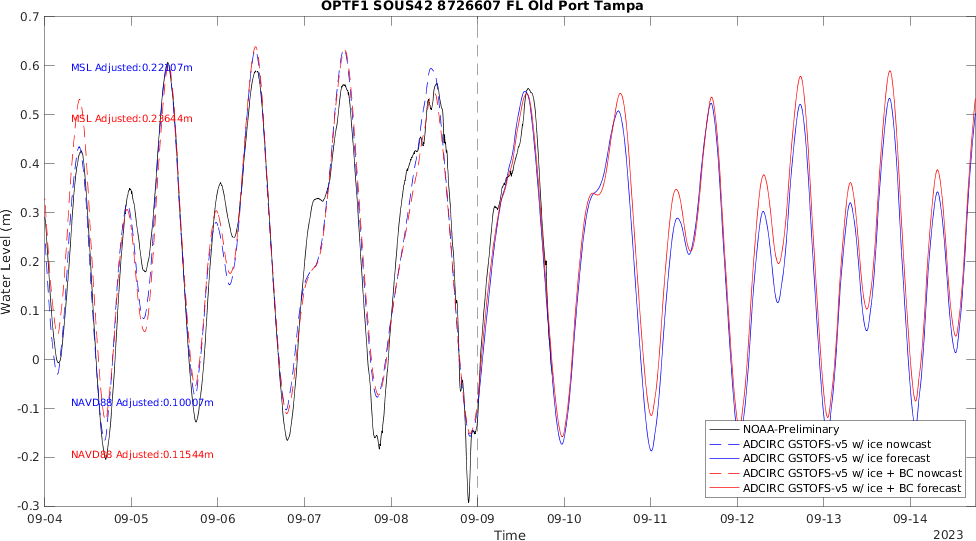 OPTF1 SOUS42 8726607 FL Old Port Tampa
Water Level (m)
0.7
0.6
0.5
0.4
0.3
0.2
0.1
0
-0.1
-0.2
-0.3
MSL Adjusted:0.22107m
MSL Adjusted:0.23644m
NAVD88 Adjusted:0.10007m
NAVD88 Adjusted:0.11544m
NOAA-Preliminary
ADCIRC GSTOFS-v5 w/ ice nowcast
ADCIRC GSTOFS-v5 w/ ice forecast
ADCIRC GSTOFS-v5 w/ ice + BC nowcast
ADCIRC GSTOFS-v5 w/ ice + BC forecast
09-04 09-05 09-06 09-07 09-08 09-09 09-10 09-11 09-12 09-13 09-14
Time
2023